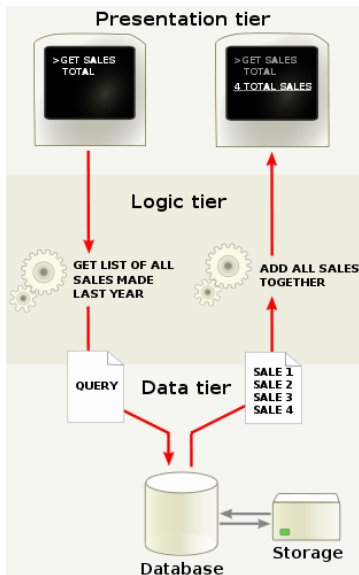 Presentation tier
>GET SALES
TOTAL
>GET SALES
TOTAL
4 TOTAL SALES
Logic tier
GET LIST OF ALL
SALES MADE
LAST YEAR
ADD ALL SALES
TOGETHER
QUERY
Data tier
SALE 1
SALE 2
SALE 3
SALE 4
Database
Storage